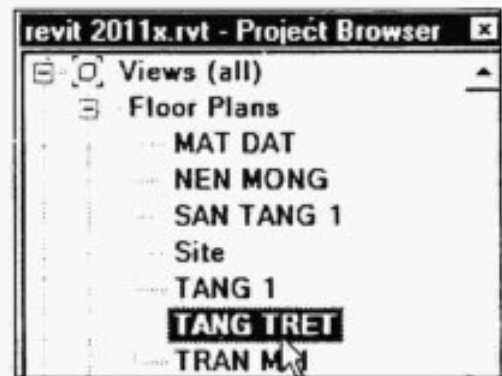 revit 2011x.rvt - Project Browser
Views (all)
Floor Plans
MAT DAT
NEN MONG
SAN TANG 1
Site
TANG 1
TANG TRET
TRAN